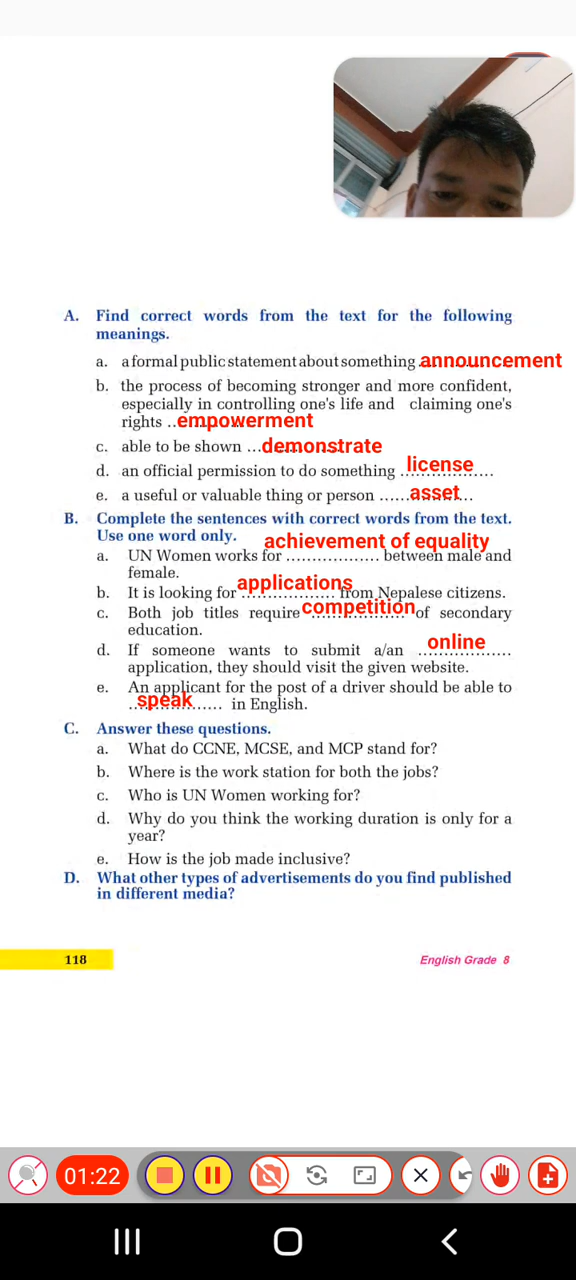 A. Find correct words from the text for the following
meanings.
a. a formal public statement about something announcement
b. the process of becoming stronger and more confident,
especially in controlling one's life and claiming one's
rights ..empowerment
c. able to be shown ...demonstrate
d. an official permission to do something license
e. a useful or valuable thing or person ......asset...
B. Complete the sentences with correct words from the text.
Use one word only.
a. UN Women works for achievement of equality between male and
female.
b. It is looking for applications from Nepalese citizens.
c. Both job titles require competition of secondary
education.
d. If someone wants to submit a/an online
application, they should visit the given website.
e. An applicant for the post of a driver should be able to
speak in English.
C. Answer these questions.
a. What do CCNE, MCSE, and MCP stand for?
b. Where is the work station for both the jobs?
c. Who is UN Women working for?
d. Why do you think the working duration is only for a
year?
e. How is the job made inclusive?
D. What other types of advertisements do you find published
in different media?
118 English Grade 8
01:22